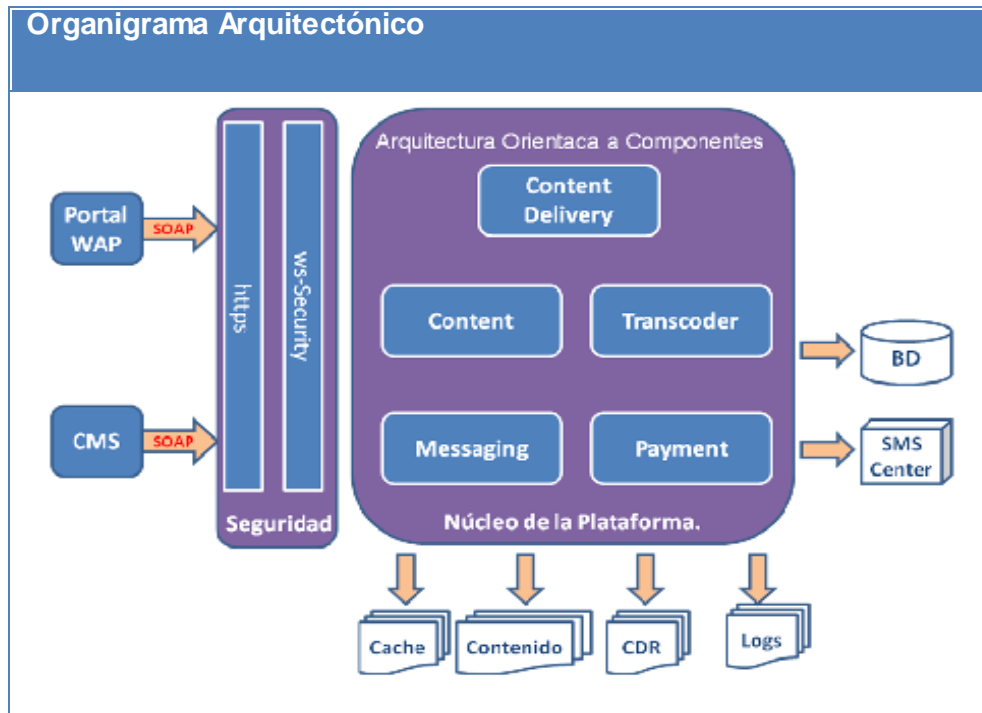 Organigrama Arquitectónico
Arquitectura Orientaca a Componentes
Content
Delivery
Portal
WAP
SOAP
https
ws-Security
Content
Transcoder
BD
CMS
SOAP
Messaging
Payment
SMS
Center
Seguridad
Núcleo de la Plataforma.
Cache
Contenido
CDR
Logs